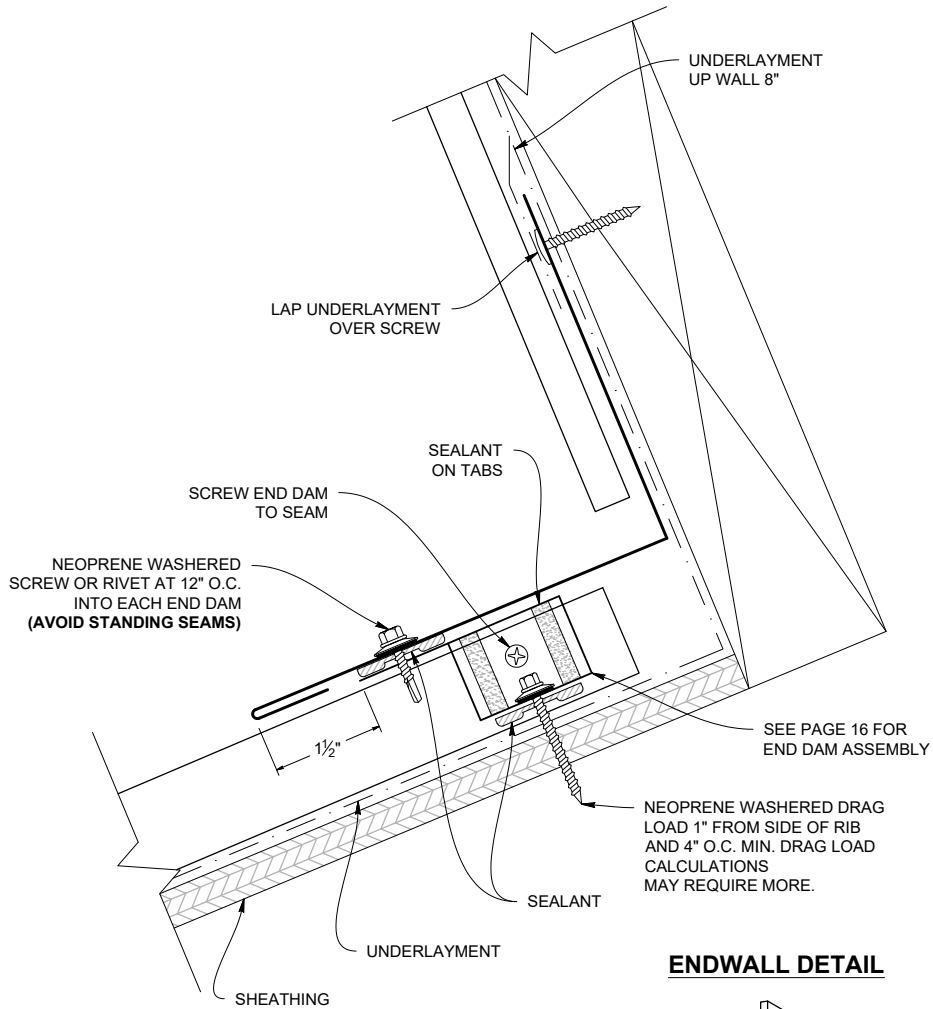 UNDERLAYMENT
UP WALL 8"
LAP UNDERLAYMENT
OVER SCREW
SEALANT
ON TABS
SCREW END DAM
TO SEAM
NEOPRENE WASHERED
SCREW OR RIVET AT 12" O.C.
INTO EACH END DAM
(AVOID STANDING SEAMS)
1½"
SEE PAGE 16 FOR
END DAM ASSEMBLY
NEOPRENE WASHERED DRAG
LOAD 1" FROM SIDE OF RIB
AND 4" O.C. MIN. DRAG LOAD
CALCULATIONS
MAY REQUIRE MORE.
SEALANT
UNDERLAYMENT
SHEATHING
ENDWALL DETAIL